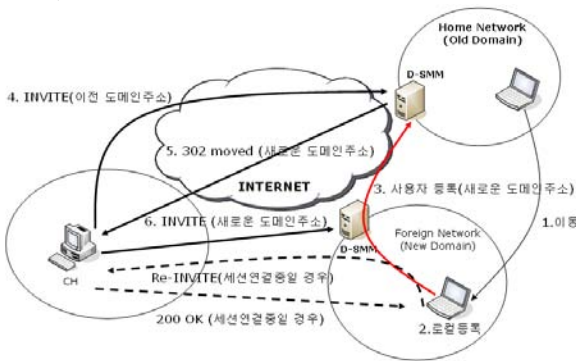 Home Network
(Old Domain)
D-SMM
4. INVITE(이전 도메인주소)
5. 302 moved (새로운 도메인주소)
INTERNET
3. 사용자 등록(새로운 도메인주소)
6. INVITE (새로운 도메인주소)
1.이동
D-SMM
Foreign Network
(New Domain)
Re-INVITE(세션연결중일 경우)
CH
200 OK (세션연결중일 경우)
2.로컬등록